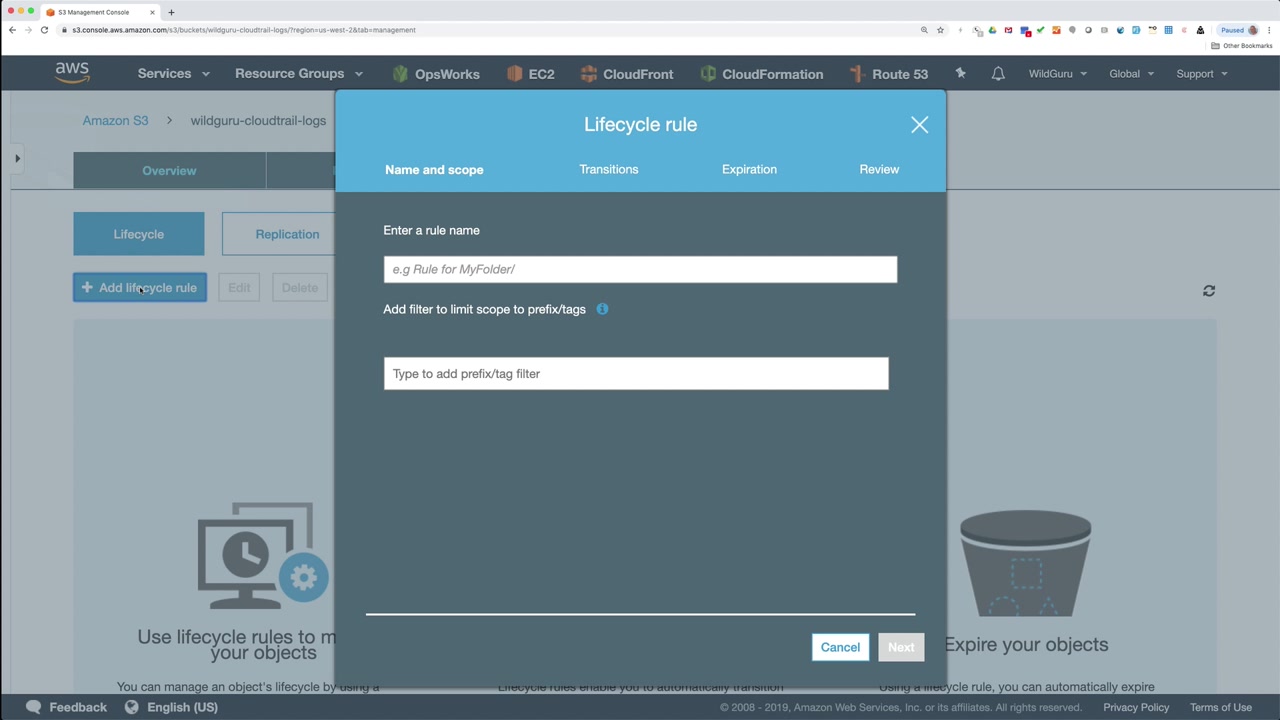 S3 Management Console
s3.console.aws.amazon.com/s3/buckets/wildguru-cloudtrail-logs/?region=us-west-2&tab=management
Paused
Other Bookmarks
aws
Services
Resource Groups
OpsWorks
EC2
CloudFront
CloudFormation
Route 53
WildGuru
Global
Support
Amazon S3 > wildguru-cloudtrail-logs
Overview
Lifecycle
Replication
+ Add lifecycle rule
Edit
Delete
Lifecycle rule
Name and scope
Transitions
Expiration
Review
Enter a rule name
e.g Rule for MyFolder/
Add filter to limit scope to prefix/tags
Type to add prefix/tag filter
Cancel
Next
Use lifecycle rules to m
your objects
Expire your objects
You can manage an object's lifecycle by using a
Lifecycle rules enable you to automatically transition
Using a lifecycle rule, you can automatically expire
Feedback
English (US)
© 2008 - 2019, Amazon Web Services, Inc. or its affiliates. All rights reserved.
Privacy Policy
Terms of Use